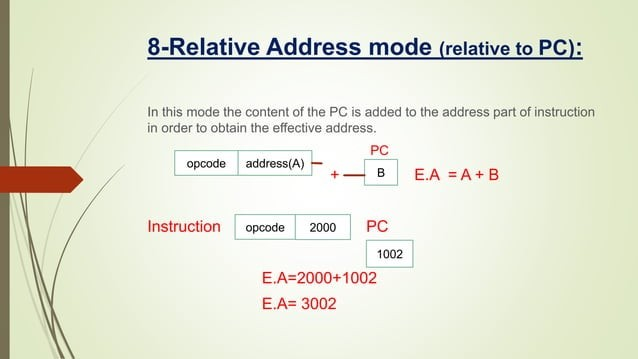 8-Relative Address mode (relative to PC):
In this mode the content of the PC is added to the address part of instruction
in order to obtain the effective address.
PC
opcode address(A) + B E.A = A + B
Instruction opcode 2000 PC
1002
E.A=2000+1002
E.A= 3002